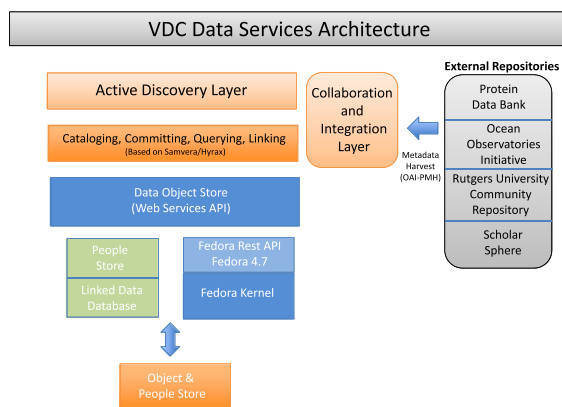 VDC Data Services Architecture
External Repositories
Active Discovery Layer
Cataloging, Committing, Querying, Linking
(Based on Samvera/Hyrax)
Collaboration
and
Integration
Layer
Metadata
Harvest
(OAI-PMH)
Protein
Data Bank
Ocean
Observatories
Initiative
Rutgers University
Community
Repository
Scholar
Sphere
Data Object Store
(Web Services API)
People
Store
Linked Data
Database
Fedora Rest API
Fedora 4.7
Fedora Kernel
Object &
People Store